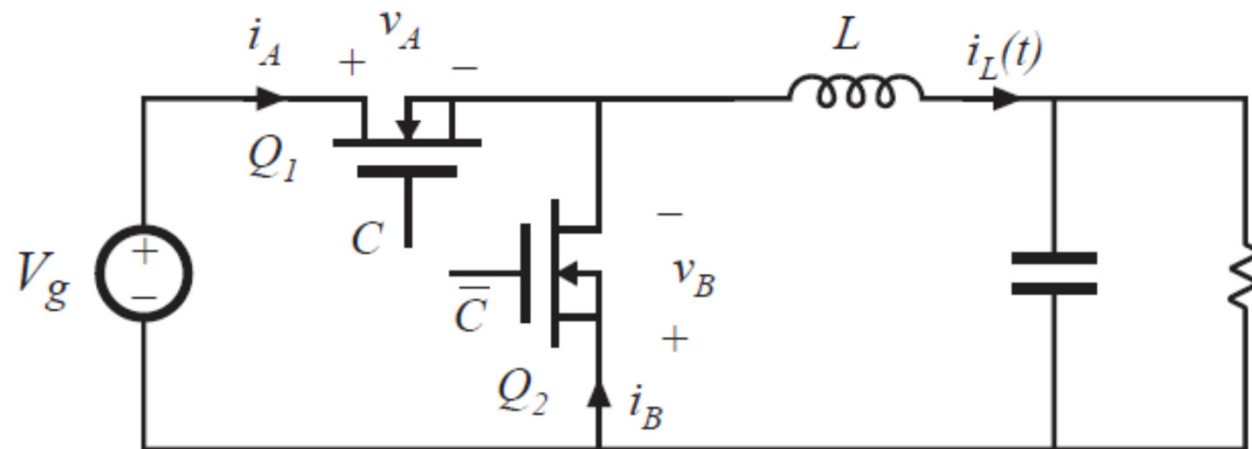 i_A
+ v_A −
L
i_L(t)
Q_1
C
V_g
+
−
C̅
−
v_B
+
Q_2
i_B